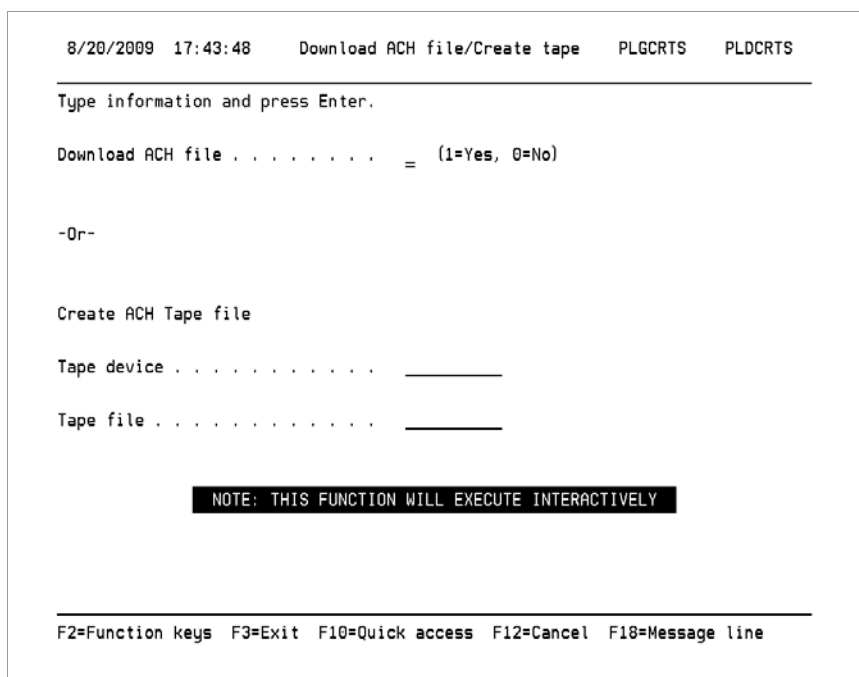 8/20/2009 17:43:48 Download ACH file/Create tape PLGCRTS PLDCRTS
Type information and press Enter.
Download ACH file . . . . . . . . _ (1=Yes, 0=No)
-Or-
Create ACH Tape file
Tape device . . . . . . . . . . . __________
Tape file . . . . . . . . . . . . __________
NOTE: THIS FUNCTION WILL EXECUTE INTERACTIVELY
F2=Function keys F3=Exit F10=Quick access F12=Cancel F18=Message line